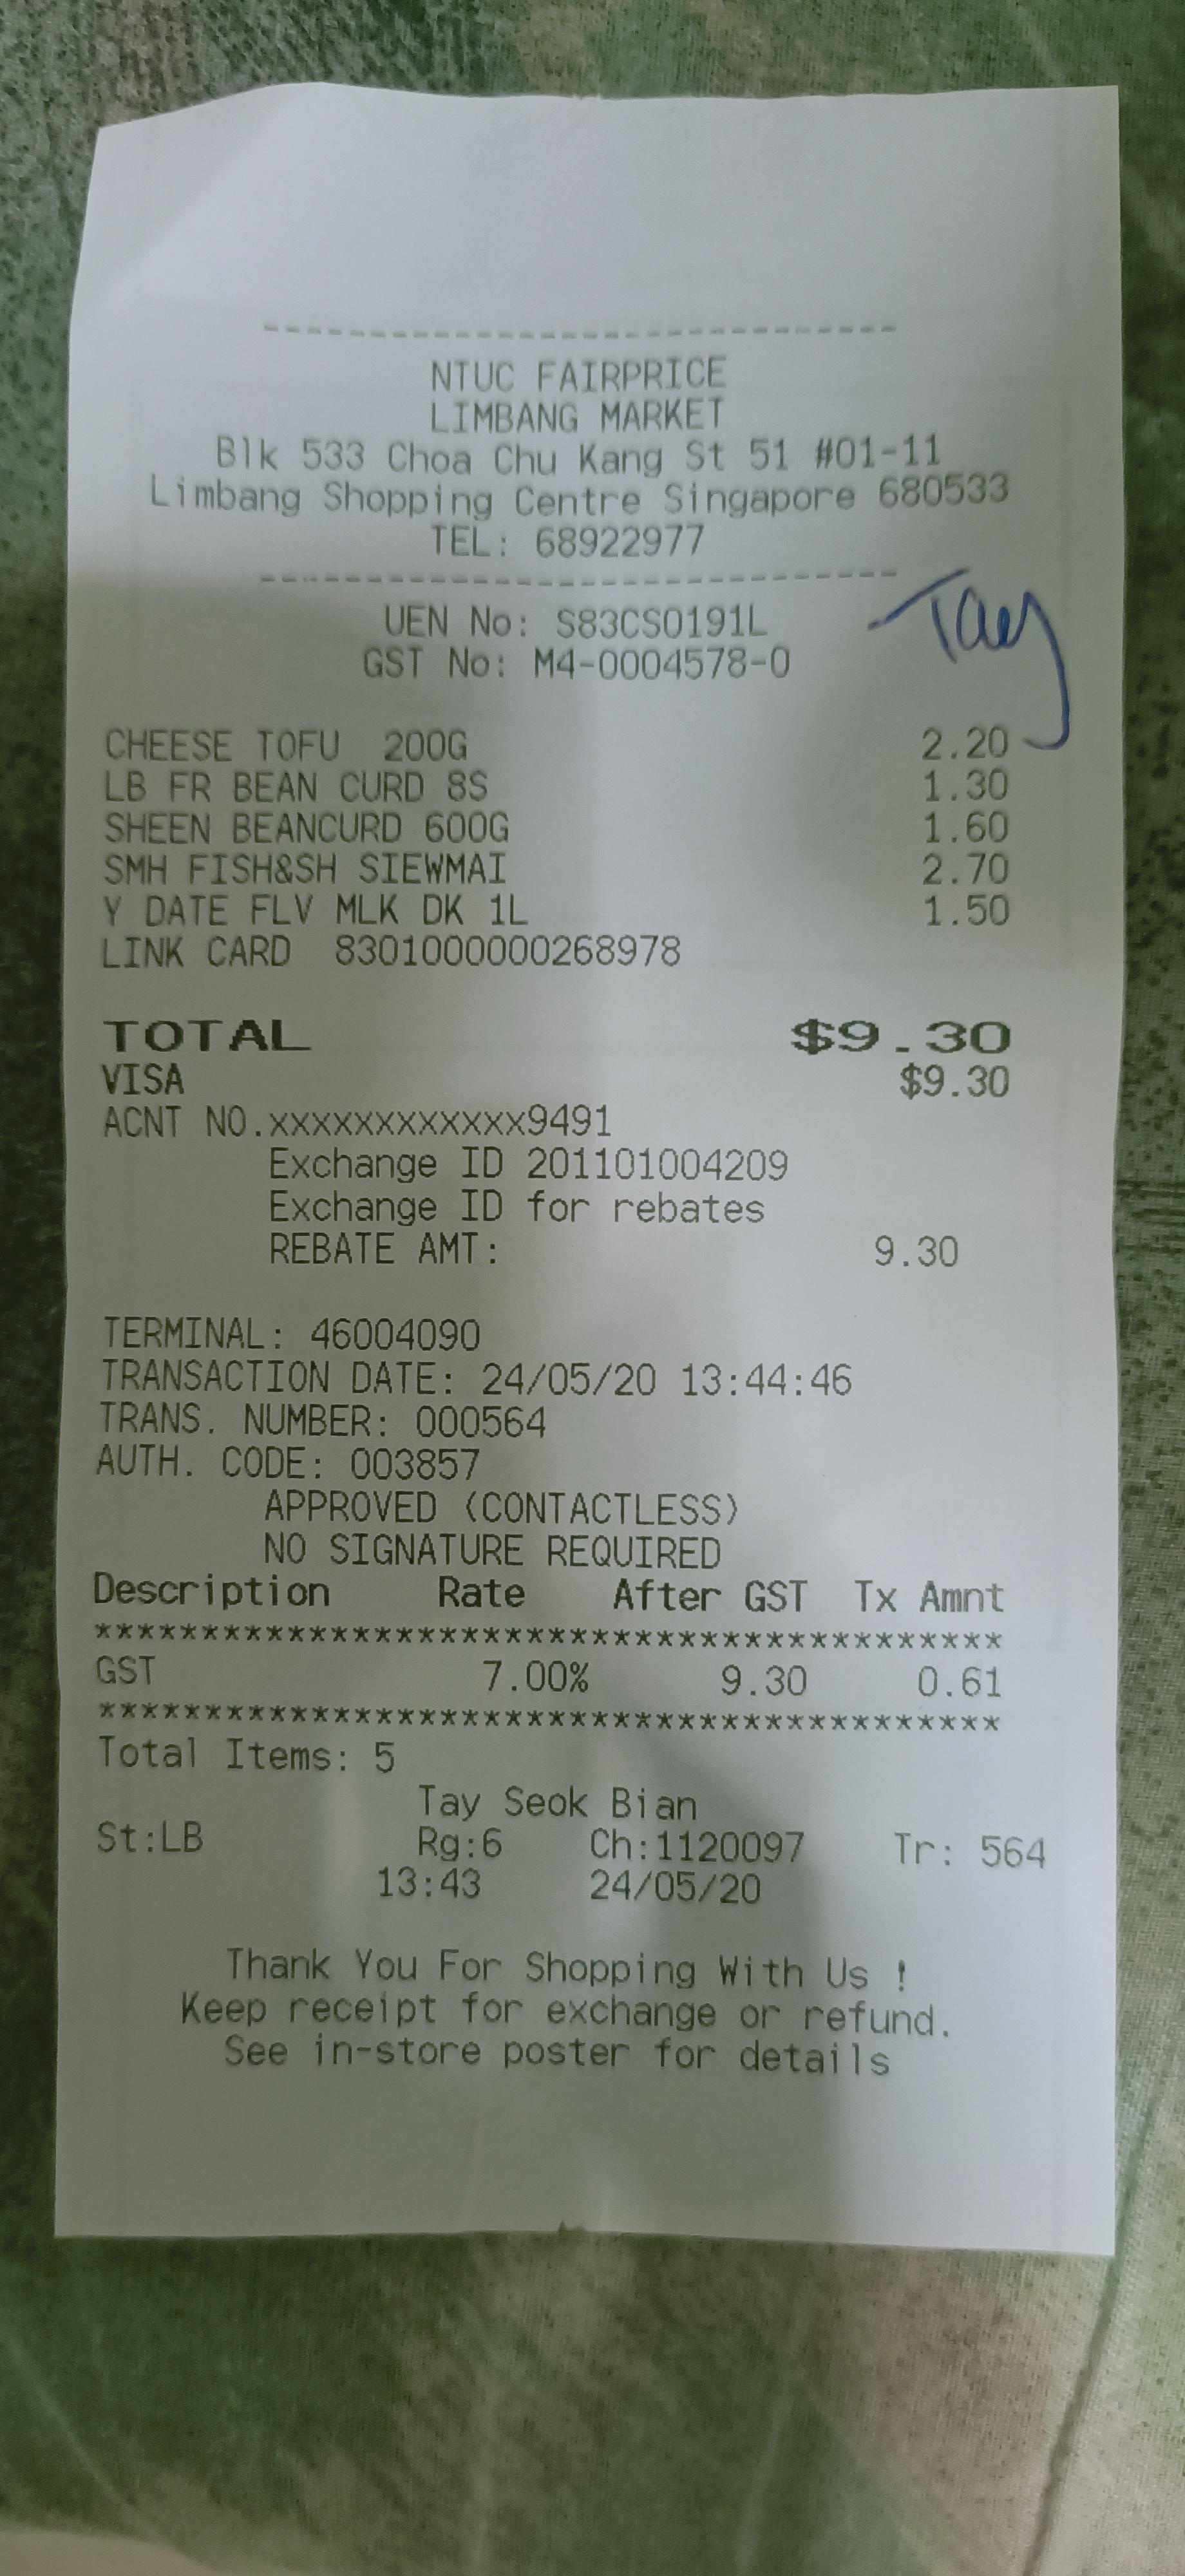 ------------------------------
NTUC FAIRPRICE
LIMBANG MARKET
Blk 533 Choa Chu Kang St 51 #01-11
Limbang Shopping Centre Singapore 680533
TEL: 68922977
------------------------------
UEN No: S83CS0191L
Tay
GST No: M4-0004578-0
CHEESE TOFU 200G 2.20
LB FR BEAN CURD 8S 1.30
SHEEN BEANCURD 600G 1.60
SMH FISH&SH SIEWMAI 2.70
Y DATE FLV MLK DK 1L 1.50
LINK CARD 8301000000268978
TOTAL $9.30
VISA $9.30
ACNT NO.xxxxxxxxxxxx9491
Exchange ID 201101004209
Exchange ID for rebates
REBATE AMT: 9.30
TERMINAL: 46004090
TRANSACTION DATE: 24/05/20 13:44:46
TRANS. NUMBER: 000564
AUTH. CODE: 003857
APPROVED (CONTACTLESS)
NO SIGNATURE REQUIRED
Description Rate After GST Tx Amnt
******************************************
GST 7.00% 9.30 0.61
******************************************
Total Items: 5
Tay Seok Bian
St:LB Rg:6 Ch:1120097 Tr: 564
13:43 24/05/20
Thank You For Shopping With Us !
Keep receipt for exchange or refund.
See in-store poster for details